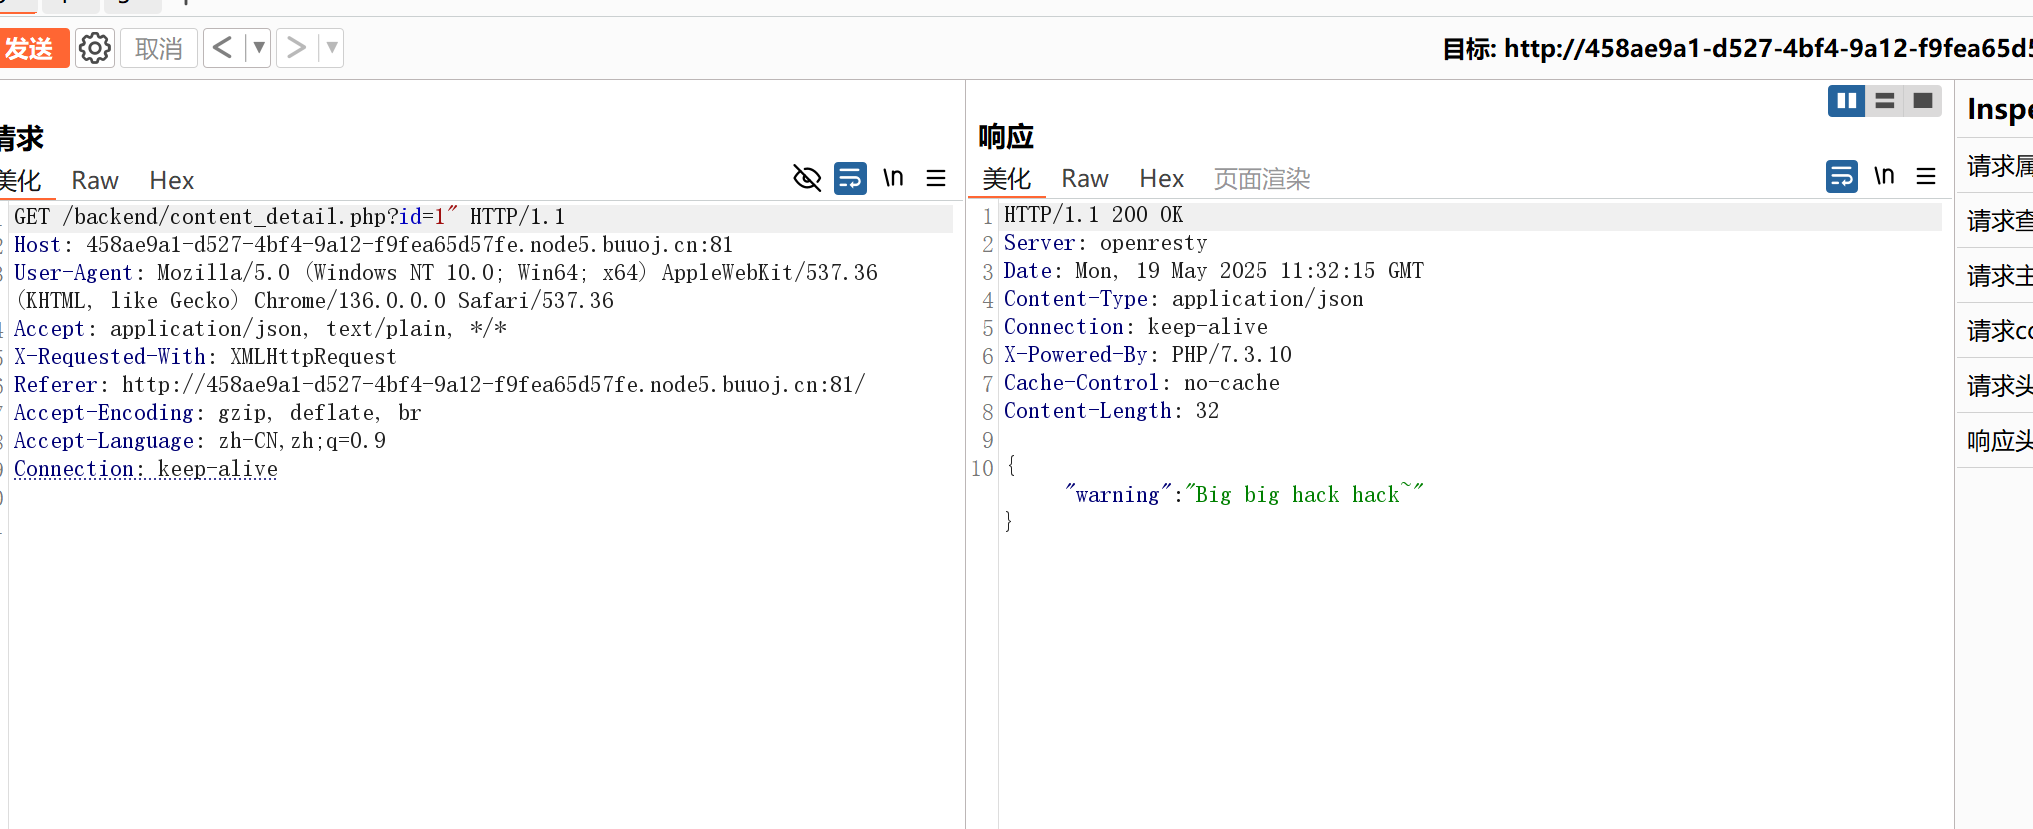 发送
取消
目标: http://458ae9a1-d527-4bf4-9a12-f9fea65d5
请求
美化 Raw Hex \n
GET /backend/content_detail.php?id=1" HTTP/1.1
Host: 458ae9a1-d527-4bf4-9a12-f9fea65d57fe.node5.buuoj.cn:81
User-Agent: Mozilla/5.0 (Windows NT 10.0; Win64; x64) AppleWebKit/537.36
(KHTML, like Gecko) Chrome/136.0.0.0 Safari/537.36
Accept: application/json, text/plain, */*
X-Requested-With: XMLHttpRequest
Referer: http://458ae9a1-d527-4bf4-9a12-f9fea65d57fe.node5.buuoj.cn:81/
Accept-Encoding: gzip, deflate, br
Accept-Language: zh-CN,zh;q=0.9
Connection: keep-alive
响应
美化 Raw Hex 页面渲染 \n
1 HTTP/1.1 200 OK
2 Server: openresty
3 Date: Mon, 19 May 2025 11:32:15 GMT
4 Content-Type: application/json
5 Connection: keep-alive
6 X-Powered-By: PHP/7.3.10
7 Cache-Control: no-cache
8 Content-Length: 32
9
10 {
"warning":"Big big hack hack~"
}
Inspe
请求属
请求查
请求主
请求co
请求头
响应头